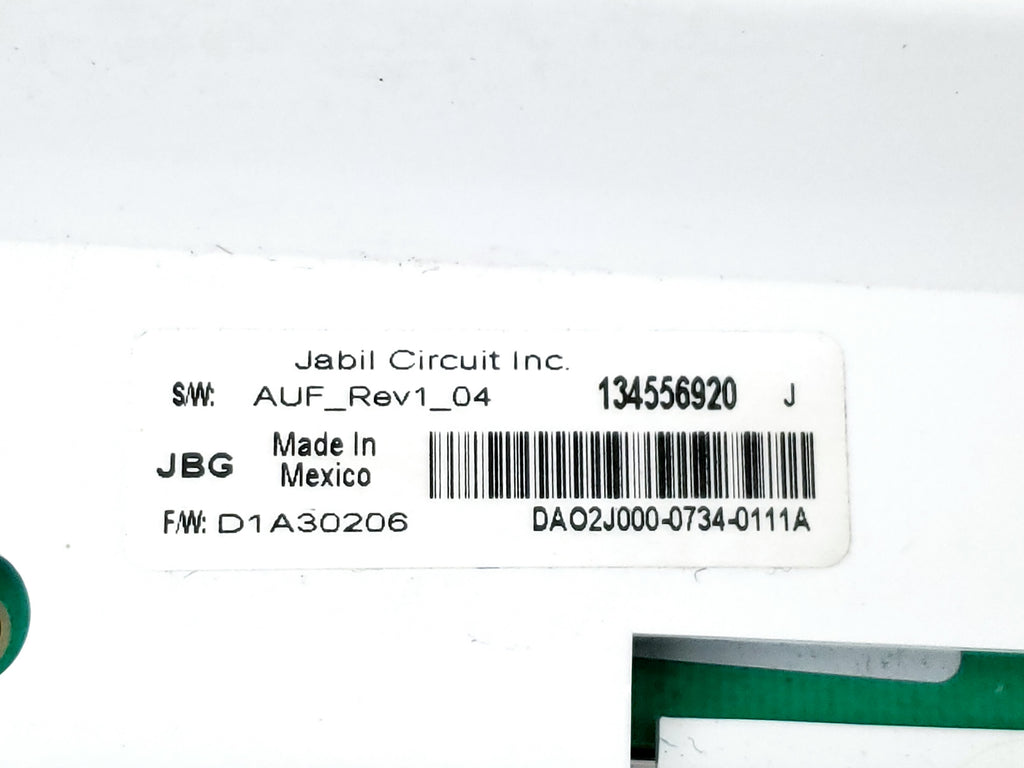 Jabil Circuit Inc.
S/W: AUF_Rev1_04 134556920 J
JBG Made In
Mexico
F/W: D1A30206 DAO2J000-0734-0111A